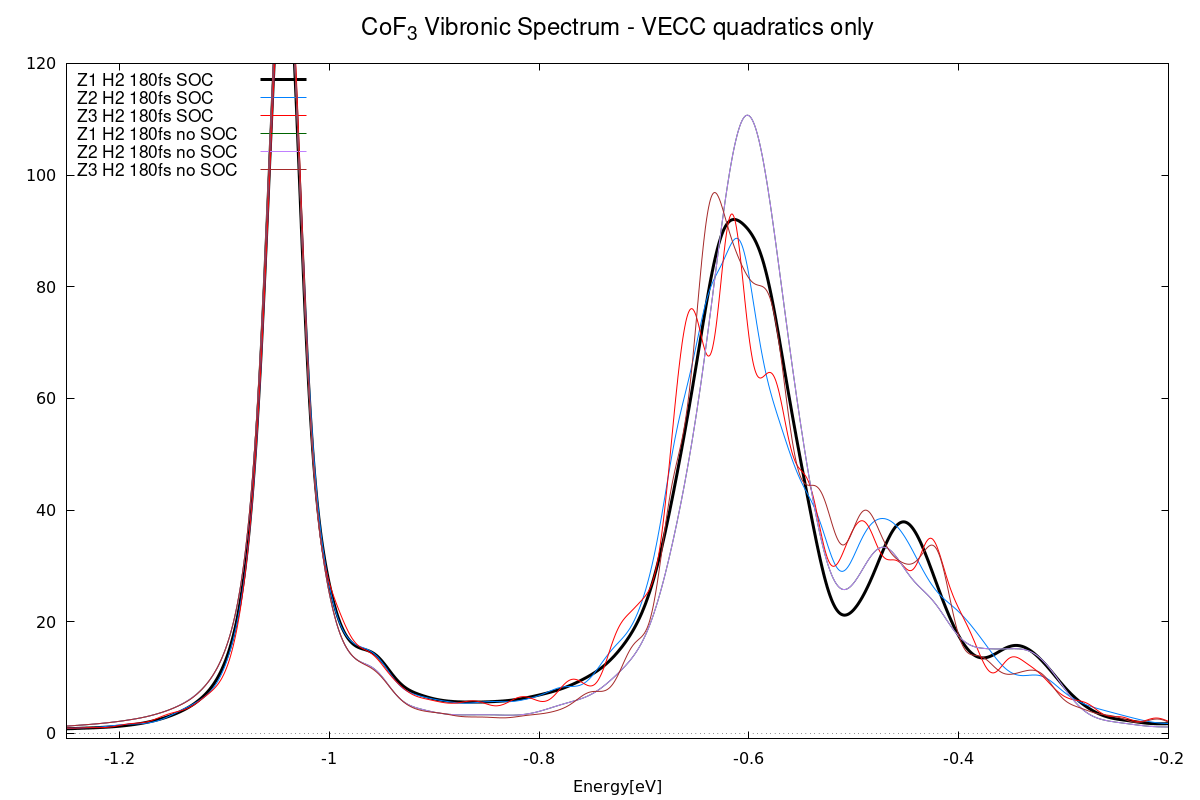 CoF3 Vibronic Spectrum - VECC quadratics only
120
100
80
60
40
20
0
Z1 H2 180fs SOC
Z2 H2 180fs SOC
Z3 H2 180fs SOC
Z1 H2 180fs no SOC
Z2 H2 180fs no SOC
Z3 H2 180fs no SOC
-1.2 -1 -0.8 -0.6 -0.4 -0.2
Energy[eV]